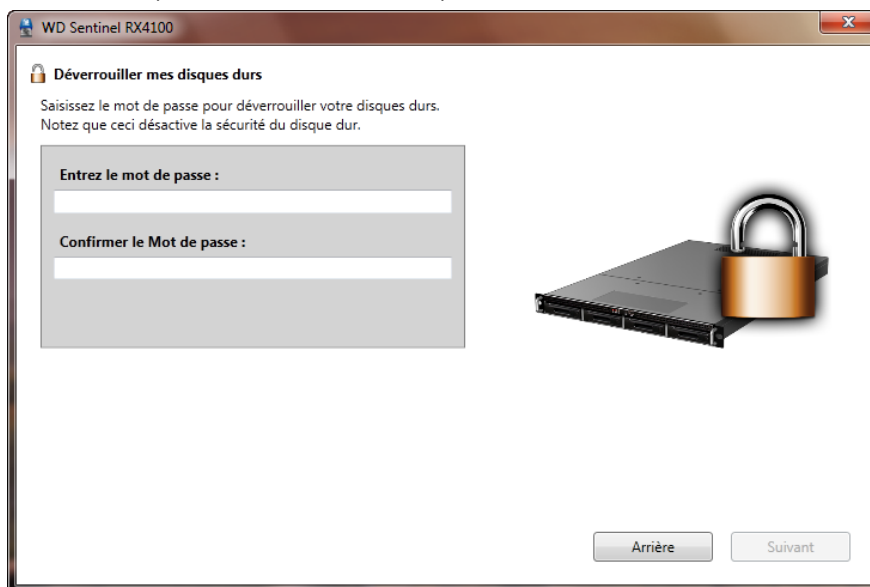 WD Sentinel RX4100
Déverrouiller mes disques durs
Saisissez le mot de passe pour déverrouiller votre disques durs.
Notez que ceci désactive la sécurité du disque dur.
Entrez le mot de passe :
Confirmer le Mot de passe :
Arrière
Suivant